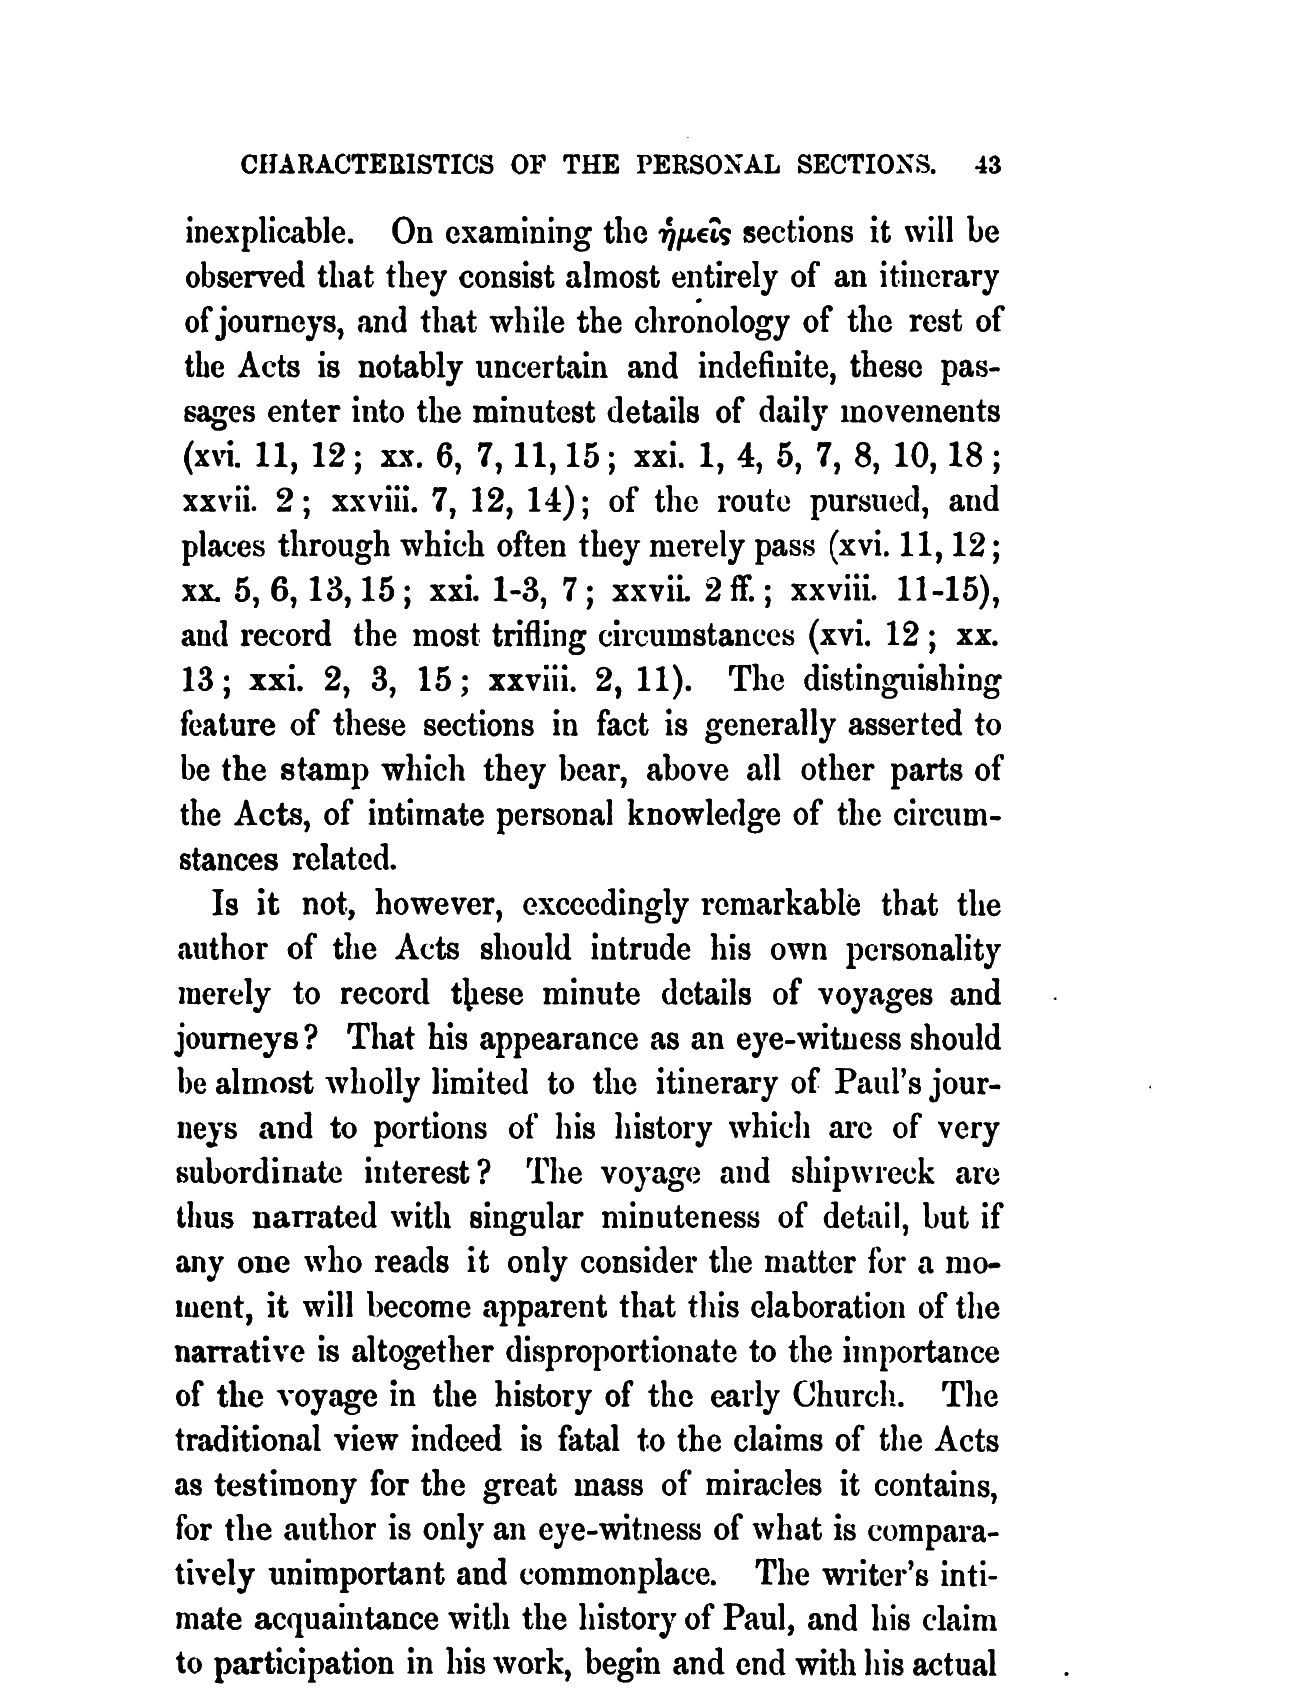 CHARACTERISTICS OF THE PERSONAL SECTIONS. 43
inexplicable. On examining the ἡμεῖς sections it will be
observed that they consist almost entirely of an itinerary
of journeys, and that while the chronology of the rest of
the Acts is notably uncertain and indefinite, these pas-
sages enter into the minutest details of daily movements
(xvi. 11, 12; xx. 6, 7, 11, 15; xxi. 1, 4, 5, 7, 8, 10, 18;
xxvii. 2; xxviii. 7, 12, 14); of the route pursued, and
places through which often they merely pass (xvi. 11, 12;
xx. 5, 6, 13, 15; xxi. 1-3, 7; xxvii. 2 ff.; xxviii. 11-15),
and record the most trifling circumstances (xvi. 12; xx.
13; xxi. 2, 3, 15; xxviii. 2, 11). The distinguishing
feature of these sections in fact is generally asserted to
be the stamp which they bear, above all other parts of
the Acts, of intimate personal knowledge of the circum-
stances related.
Is it not, however, exceedingly remarkable that the
author of the Acts should intrude his own personality
merely to record these minute details of voyages and
journeys? That his appearance as an eye-witness should
be almost wholly limited to the itinerary of Paul's jour-
neys and to portions of his history which are of very
subordinate interest? The voyage and shipwreck are
thus narrated with singular minuteness of detail, but if
any one who reads it only consider the matter for a mo-
ment, it will become apparent that this elaboration of the
narrative is altogether disproportionate to the importance
of the voyage in the history of the early Church. The
traditional view indeed is fatal to the claims of the Acts
as testimony for the great mass of miracles it contains,
for the author is only an eye-witness of what is compara-
tively unimportant and commonplace. The writer's inti-
mate acquaintance with the history of Paul, and his claim
to participation in his work, begin and end with his actual